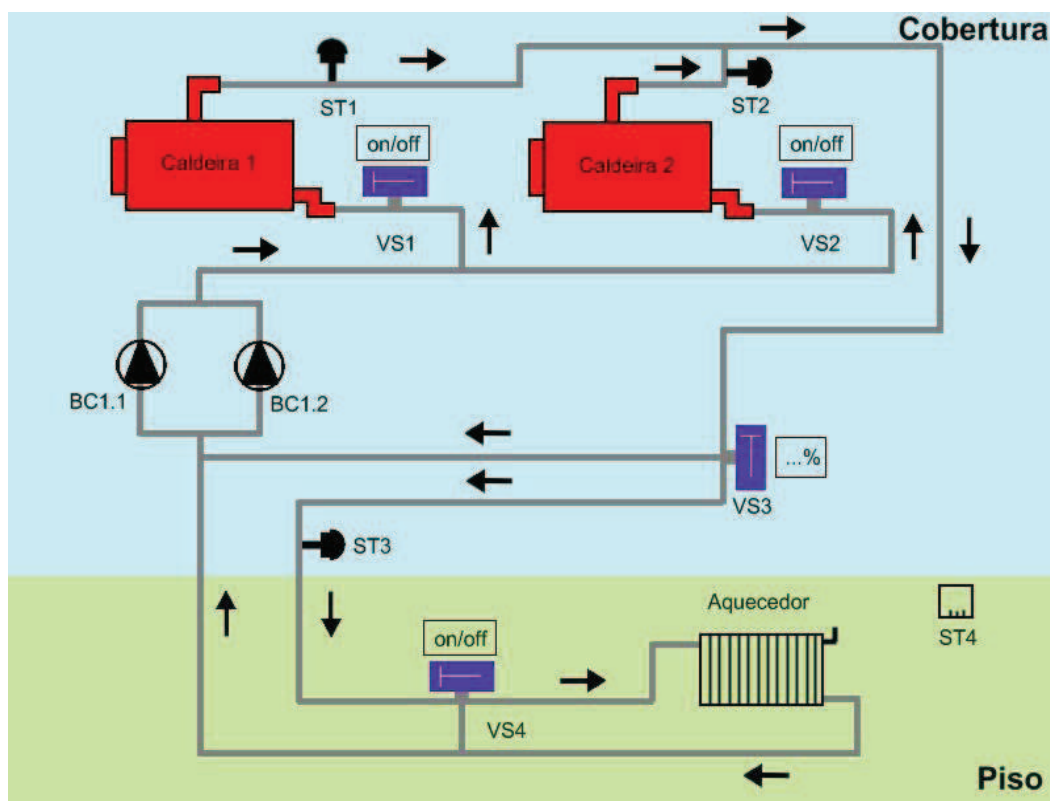 Cobertura
ST1
ST2
on/off
on/off
Caldeira 1
Caldeira 2
VS1
VS2
BC1.1
BC1.2
...%
VS3
ST3
Aquecedor
on/off
ST4
VS4
Piso